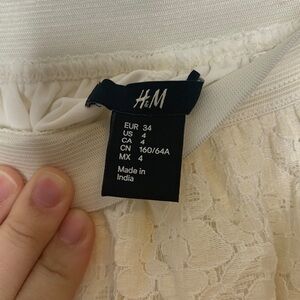 H&M
EUR 34
US 4
CA 4
CN 160/64A
MX 4
Made in
India